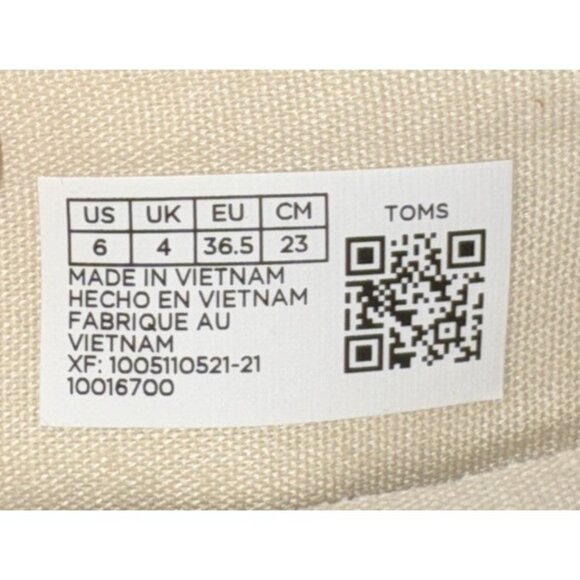 US UK EU CM
6 4 36.5 23
MADE IN VIETNAM
HECHO EN VIETNAM
FABRIQUE AU
VIETNAM
XF: 1005110521-21
10016700
TOMS